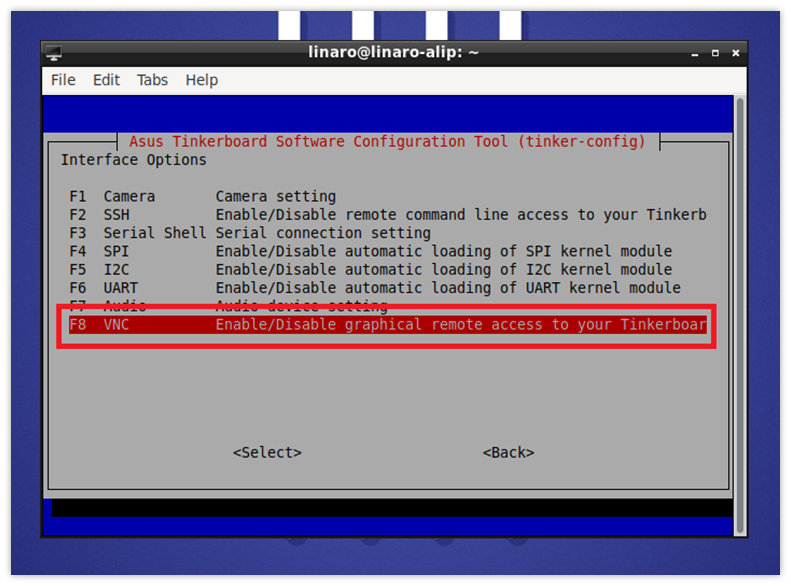 linaro@linaro-alip: ~
File Edit Tabs Help
Asus Tinkerboard Software Configuration Tool (tinker-config)
Interface Options
F1 Camera Camera setting
F2 SSH Enable/Disable remote command line access to your Tinkerb
F3 Serial Shell Serial connection setting
F4 SPI Enable/Disable automatic loading of SPI kernel module
F5 I2C Enable/Disable automatic loading of I2C kernel module
F6 UART Enable/Disable automatic loading of UART kernel module
F7 Audio Audio device setting
F8 VNC Enable/Disable graphical remote access to your Tinkerboar
<Select> <Back>